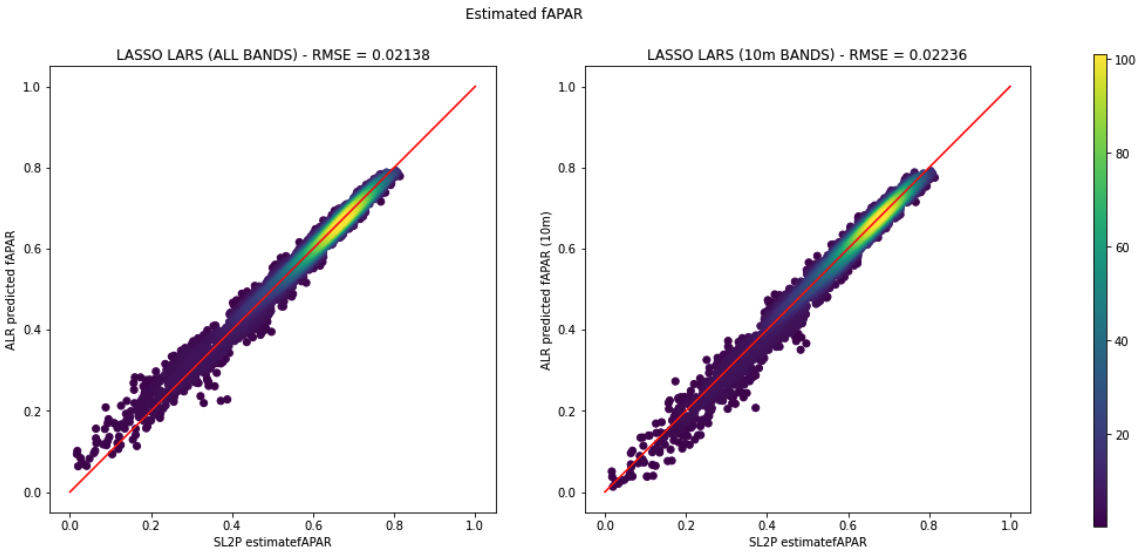 Estimated fAPAR
LASSO LARS (ALL BANDS) - RMSE = 0.02138
ALR predicted fAPAR
1.0
0.8
0.6
0.4
0.2
0.0
0.0 0.2 0.4 0.6 0.8 1.0
SL2P estimatefAPAR
LASSO LARS (10m BANDS) - RMSE = 0.02236
ALR predicted fAPAR (10m)
1.0
0.8
0.6
0.4
0.2
0.0
0.0 0.2 0.4 0.6 0.8 1.0
SL2P estimatefAPAR
100
80
60
40
20